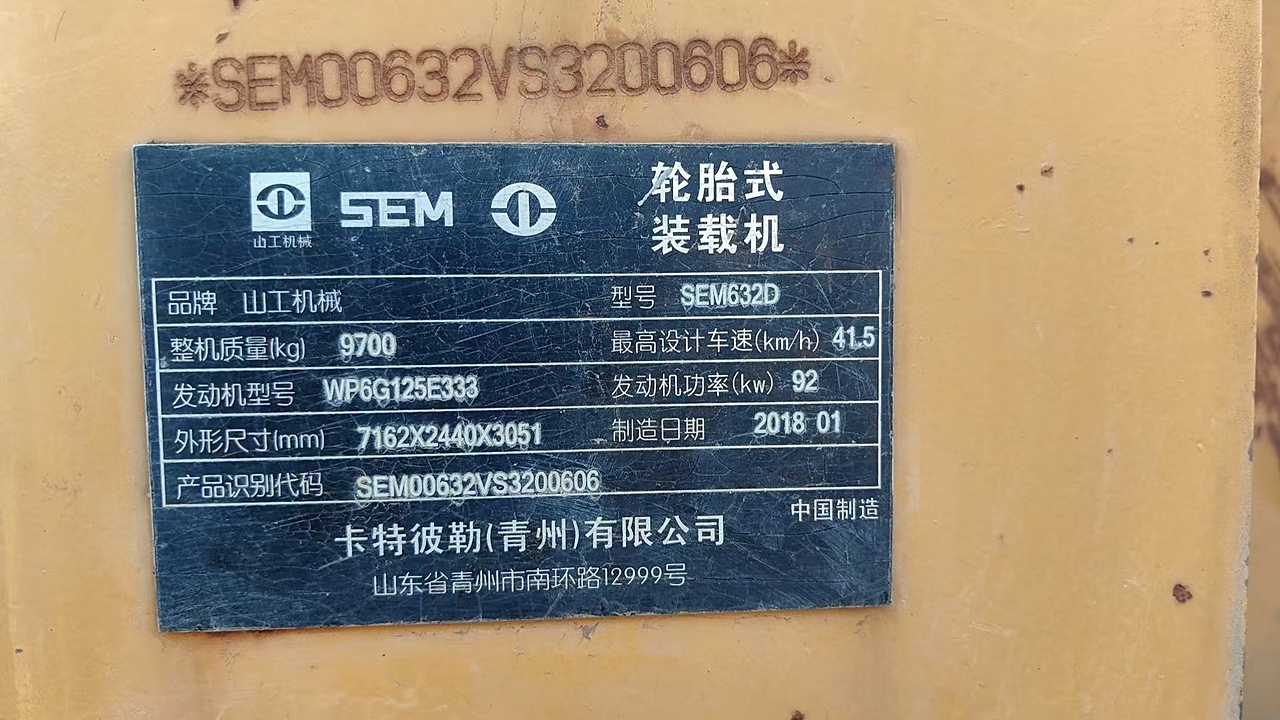 *SEM00632VS3200606*
山工机械
SEM
轮胎式
装载机
品牌 山工机械 型号 SEM632D
整机质量(kg) 9700 最高设计车速(km/h) 41.5
发动机型号 WP6G125E333 发动机功率(kw) 92
外形尺寸(mm) 7162X2440X3051 制造日期 2018 01
产品识别代码 SEM00632VS3200606
中国制造
卡特彼勒(青州)有限公司
山东省青州市南环路12999号